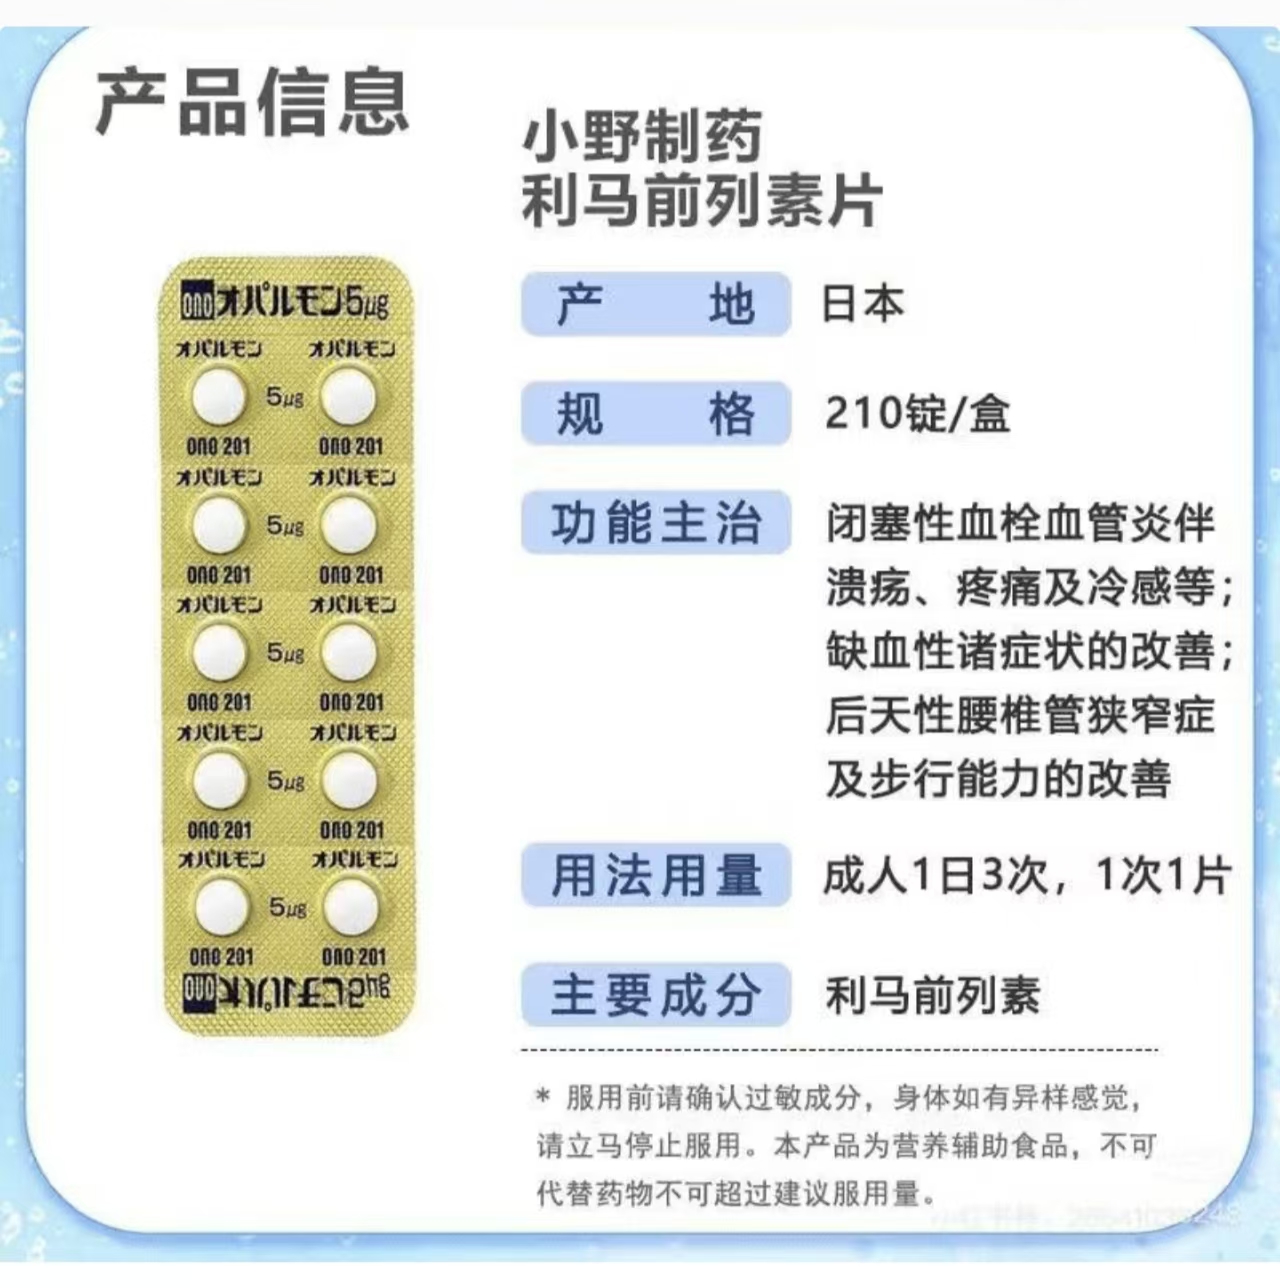 产品信息
小野制药
利马前列素片
ono オパルモン5μg
オパルモン オパルモン
5μg
ono 201 ono 201
オパルモン オパルモン
5μg
ono 201 ono 201
オパルモン オパルモン
5μg
ono 201 ono 201
オパルモン オパルモン
5μg
ono 201 ono 201
オパルモン オパルモン
5μg
ono 201 ono 201
ono オパルモン5μg
产 地 日本
规 格 210锭/盒
功能主治 闭塞性血栓血管炎伴
溃疡、疼痛及冷感等；
缺血性诸症状的改善；
后天性腰椎管狭窄症
及步行能力的改善
用法用量 成人1日3次，1次1片
主要成分 利马前列素
* 服用前请确认过敏成分，身体如有异样感觉，
请立马停止服用。本产品为营养辅助食品，不可
代替药物不可超过建议服用量。